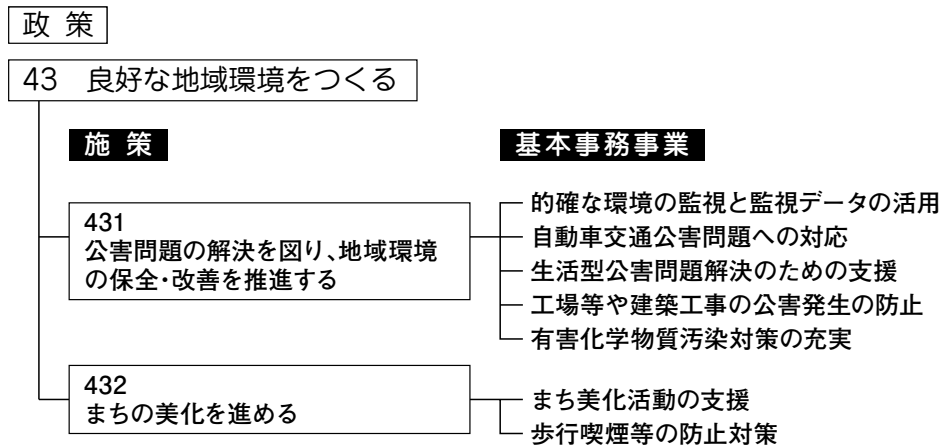 政策
43 良好な地域環境をつくる
施策
基本事務事業
431
公害問題の解決を図り、地域環境
の保全・改善を推進する
的確な環境の監視と監視データの活用
自動車交通公害問題への対応
生活型公害問題解決のための支援
工場等や建築工事の公害発生の防止
有害化学物質汚染対策の充実
432
まちの美化を進める
まち美化活動の支援
歩行喫煙等の防止対策